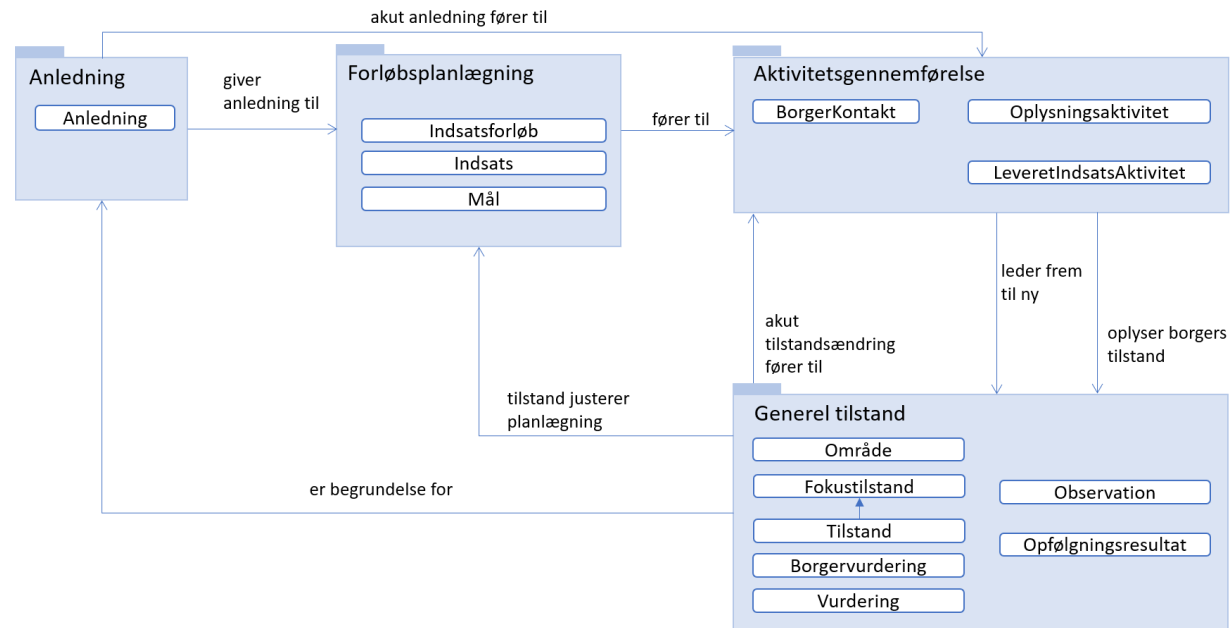 akut anledning fører til
Anledning
Anledning
giver
anledning til
Forløbsplanlægning
Indsatsforløb
Indsats
Mål
fører til
Aktivitetsgennemførelse
BorgerKontakt
Oplysningsaktivitet
LeveretIndsatsAktivitet
leder frem
til ny
oplyser borgers
tilstand
akut
tilstandsændring
fører til
tilstand justerer
planlægning
er begrundelse for
Generel tilstand
Område
Fokustilstand
Tilstand
Borgervurdering
Vurdering
Observation
Opfølgningsresultat